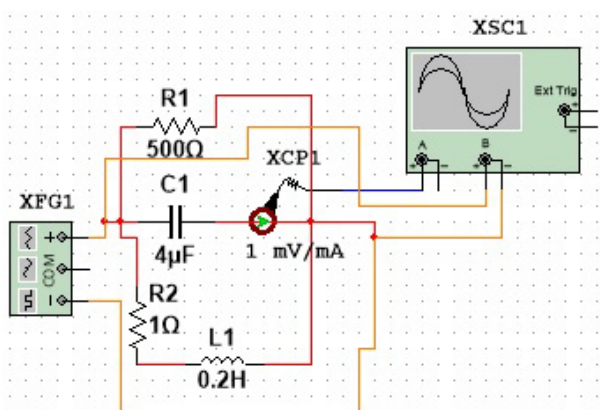 XSC1
Ext Trig
+
−
A
B
+ − + −
R1
500Ω
XCP1
C1
4µF
1 mV/mA
XFG1
+
COM
−
R2
1Ω
L1
0.2H